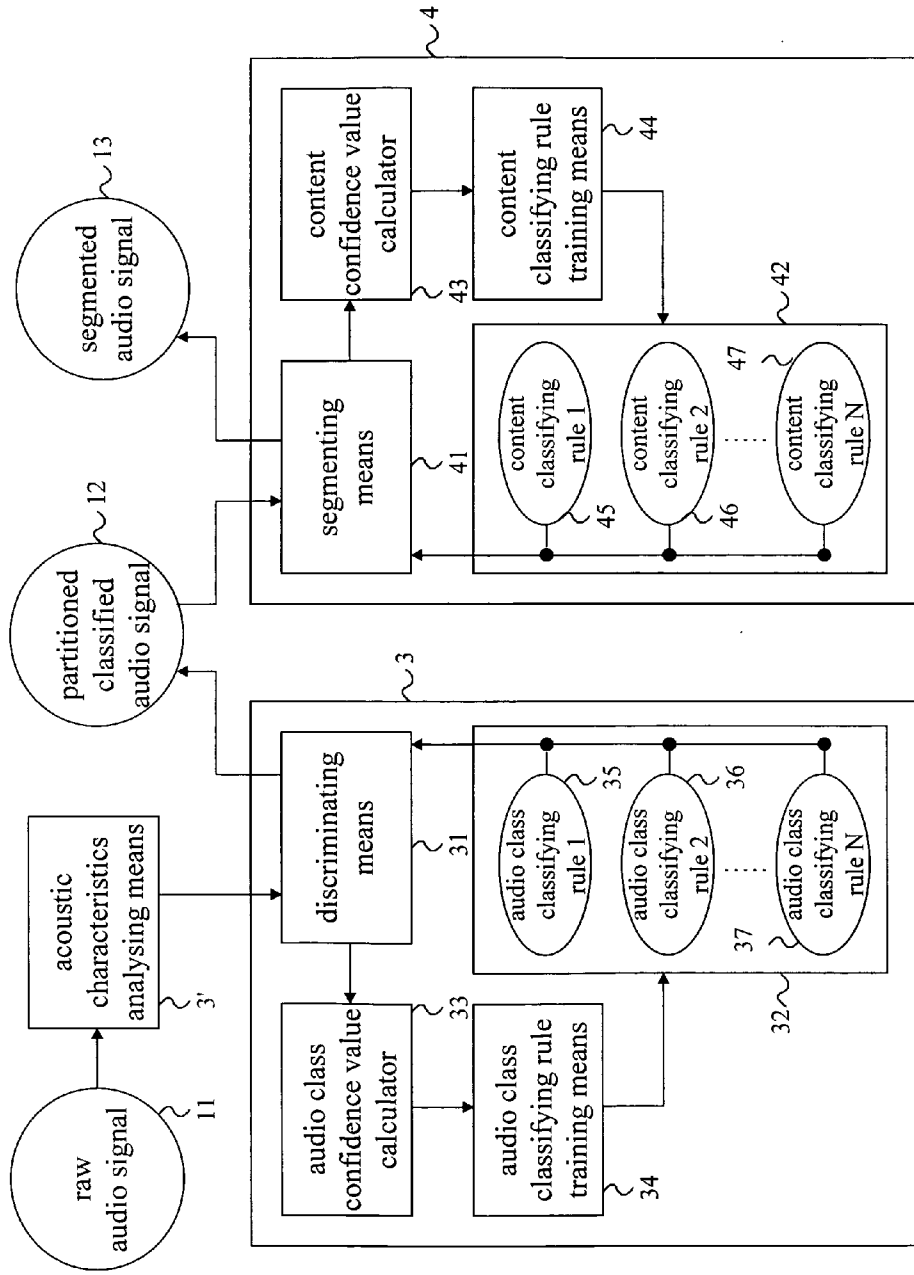 raw
audio signal
11
acoustic
characteristics
analysing means
3'
partitioned
classified
audio signal
12
segmented
audio signal
13
3
audio class
confidence value
calculator
33
discriminating
means
31
audio class
classifying rule
training means
34
audio class
classifying
rule 1
35
audio class
classifying
rule 2
36
......
audio class
classifying
rule N
37
32
4
segmenting
means
41
content
confidence value
calculator
43
content
classifying rule
training means
44
content
classifying
rule 1
45
content
classifying
rule 2
46
......
content
classifying
rule N
47
42